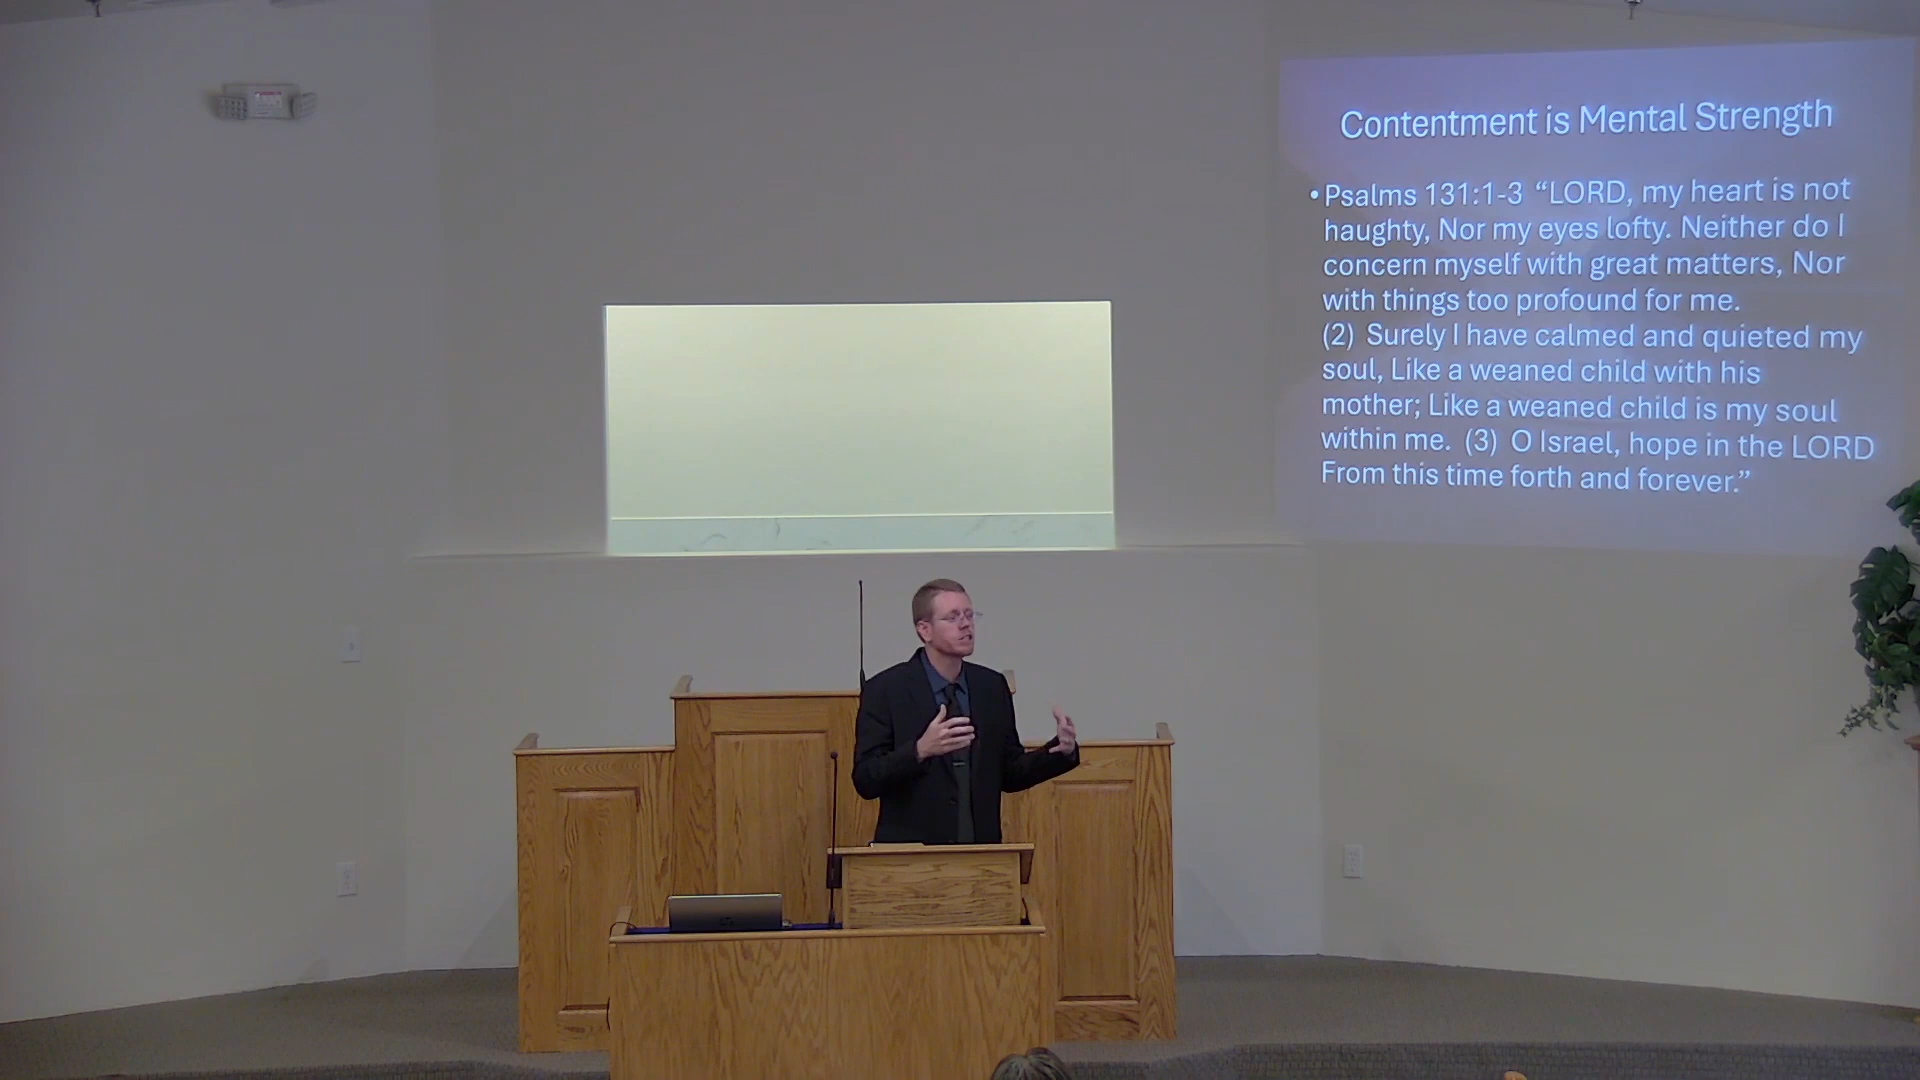 Contentment is Mental Strength
• Psalms 131:1-3 “LORD, my heart is not
haughty, Nor my eyes lofty. Neither do I
concern myself with great matters, Nor
with things too profound for me.
(2) Surely I have calmed and quieted my
soul, Like a weaned child with his
mother; Like a weaned child is my soul
within me. (3) O Israel, hope in the LORD
From this time forth and forever.”